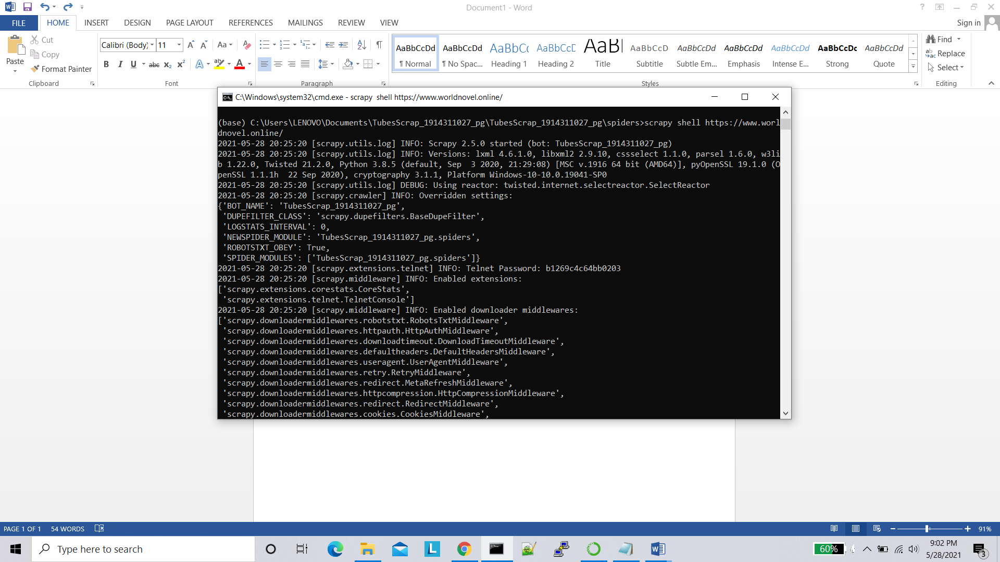 Document1 - Word
FILE
HOME
INSERT
DESIGN
PAGE LAYOUT
REFERENCES
MAILINGS
REVIEW
VIEW
Sign in
Paste
Cut
Copy
Format Painter
Clipboard
Calibri (Body)
11
Font
Paragraph
AaBbCcDd
¶ Normal
AaBbCcDd
¶ No Spac...
AaBbCc
Heading 1
AaBbCcD
Heading 2
AaBl
Title
AaBbCcD
Subtitle
AaBbCcDd
Subtle Em...
AaBbCcDd
Emphasis
AaBbCcDd
Intense E...
AaBbCcDc
Strong
AaBbCcDd
Quote
Styles
Find
Replace
Select
Editing
C:\Windows\system32\cmd.exe - scrapy  shell https://www.worldnovel.online/
(base) C:\Users\LENOVO\Documents\TubesScrap_1914311027_pg\TubesScrap_1914311027_pg\spiders>scrapy shell https://www.worl
dnovel.online/
2021-05-28 20:25:20 [scrapy.utils.log] INFO: Scrapy 2.5.0 started (bot: TubesScrap_1914311027_pg)
2021-05-28 20:25:20 [scrapy.utils.log] INFO: Versions: lxml 4.6.1.0, libxml2 2.9.10, cssselect 1.1.0, parsel 1.6.0, w3li
b 1.22.0, Twisted 21.2.0, Python 3.8.5 (default, Sep  3 2020, 21:29:08) [MSC v.1916 64 bit (AMD64)], pyOpenSSL 19.1.0 (O
penSSL 1.1.1h  22 Sep 2020), cryptography 3.1.1, Platform Windows-10-10.0.19041-SP0
2021-05-28 20:25:20 [scrapy.utils.log] DEBUG: Using reactor: twisted.internet.selectreactor.SelectReactor
2021-05-28 20:25:20 [scrapy.crawler] INFO: Overridden settings:
{'BOT_NAME': 'TubesScrap_1914311027_pg',
'DUPEFILTER_CLASS': 'scrapy.dupefilters.BaseDupeFilter',
'LOGSTATS_INTERVAL': 0,
'NEWSPIDER_MODULE': 'TubesScrap_1914311027_pg.spiders',
'ROBOTSTXT_OBEY': True,
'SPIDER_MODULES': ['TubesScrap_1914311027_pg.spiders']}
2021-05-28 20:25:20 [scrapy.extensions.telnet] INFO: Telnet Password: b1269c4c64bb0203
2021-05-28 20:25:20 [scrapy.middleware] INFO: Enabled extensions:
['scrapy.extensions.corestats.CoreStats',
'scrapy.extensions.telnet.TelnetConsole']
2021-05-28 20:25:20 [scrapy.middleware] INFO: Enabled downloader middlewares:
['scrapy.downloadermiddlewares.robotstxt.RobotsTxtMiddleware',
'scrapy.downloadermiddlewares.httpauth.HttpAuthMiddleware',
'scrapy.downloadermiddlewares.downloadtimeout.DownloadTimeoutMiddleware',
'scrapy.downloadermiddlewares.defaultheaders.DefaultHeadersMiddleware',
'scrapy.downloadermiddlewares.useragent.UserAgentMiddleware',
'scrapy.downloadermiddlewares.retry.RetryMiddleware',
'scrapy.downloadermiddlewares.redirect.MetaRefreshMiddleware',
'scrapy.downloadermiddlewares.httpcompression.HttpCompressionMiddleware',
'scrapy.downloadermiddlewares.redirect.RedirectMiddleware',
'scrapy.downloadermiddlewares.cookies.CookiesMiddleware',
PAGE 1 OF 1
54 WORDS
91%
Type here to search
60%
9:02 PM
5/28/2021
3